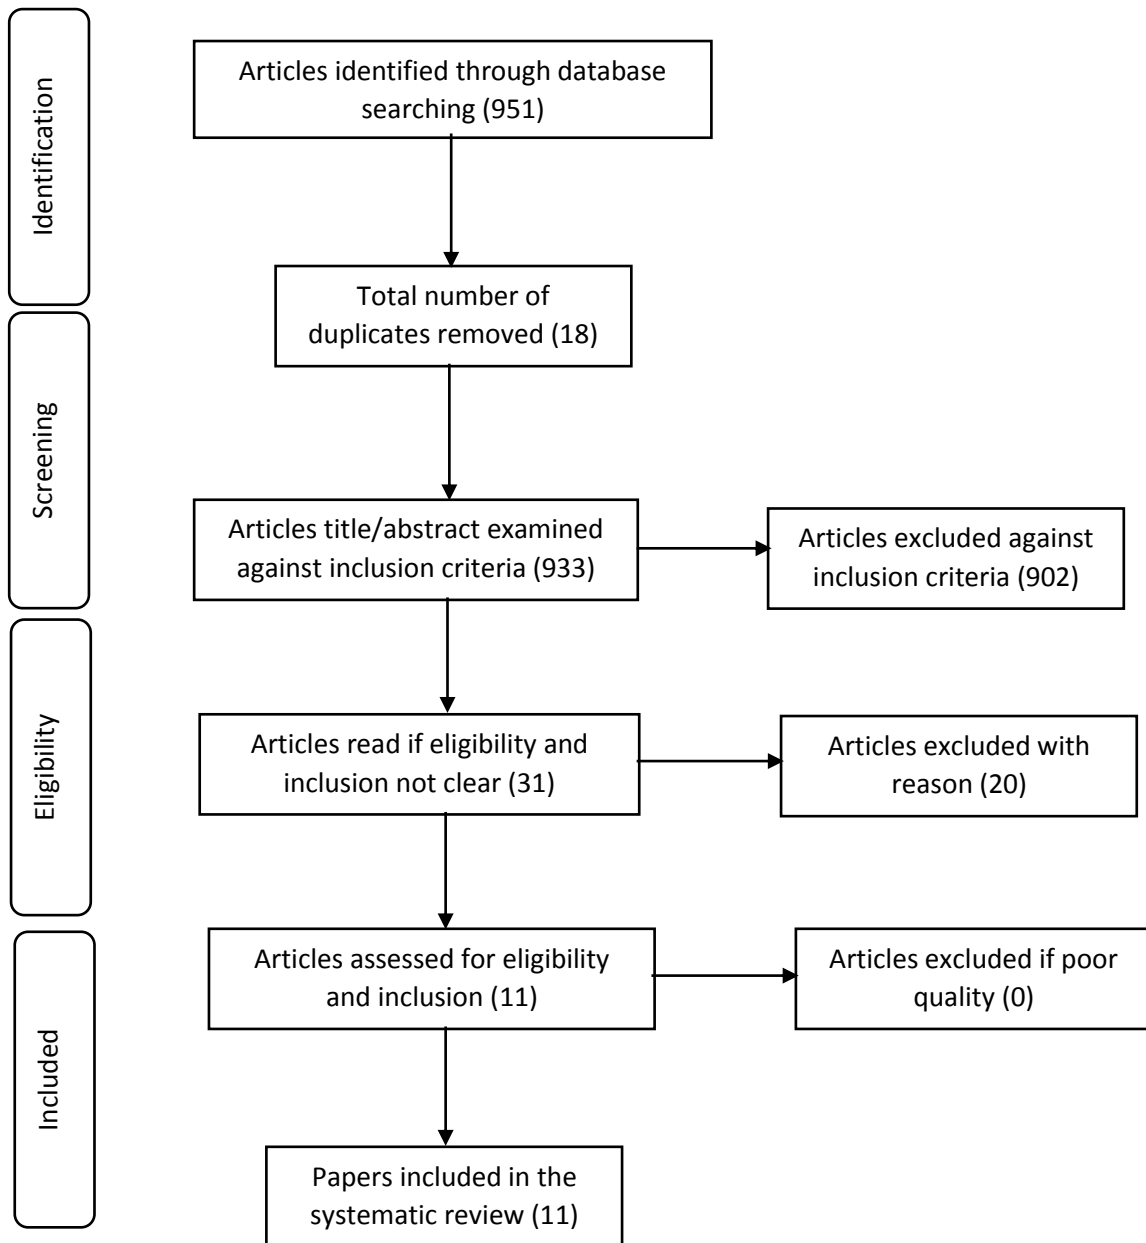 Identification
Articles identified through database
searching (951)
Total number of
duplicates removed (18)
Screening
Articles title/abstract examined
against inclusion criteria (933)
Articles excluded against
inclusion criteria (902)
Eligibility
Articles read if eligibility and
inclusion not clear (31)
Articles excluded with
reason (20)
Included
Articles assessed for eligibility
and inclusion (11)
Articles excluded if poor
quality (0)
Papers included in the
systematic review (11)